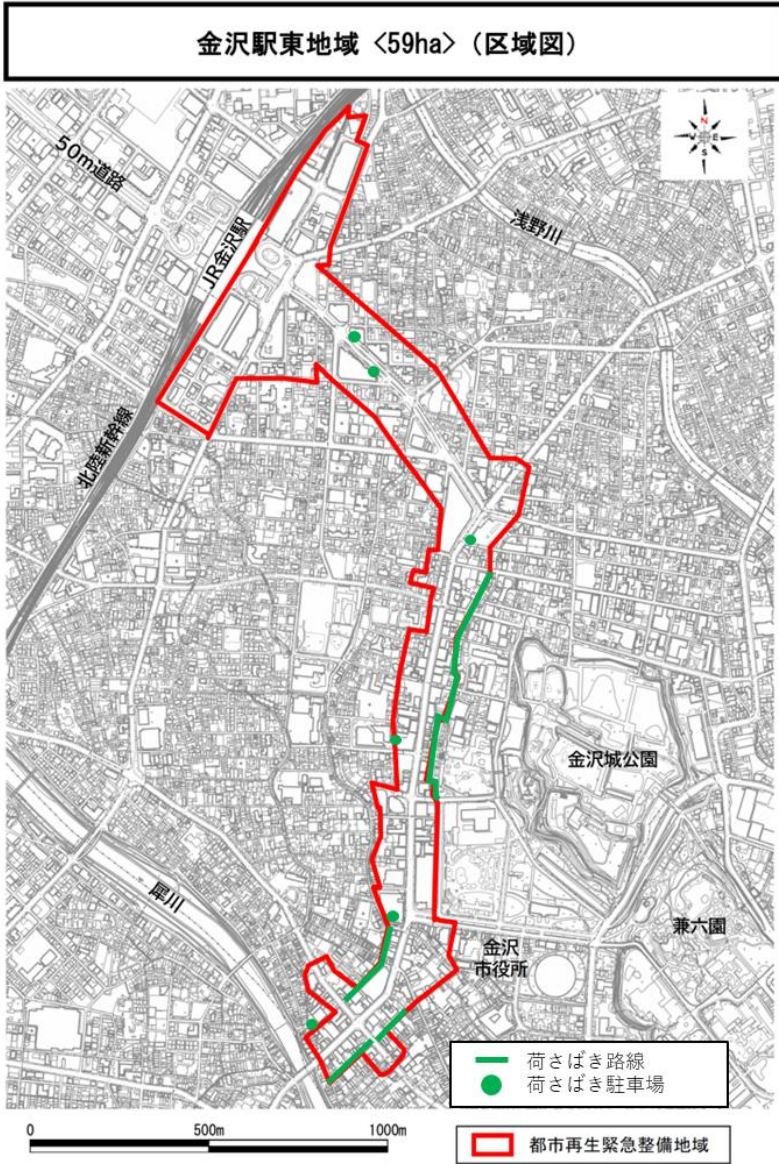 金沢駅東地域 <59ha>（区域図）
N
W
E
S
50m道路
浅野川
JR金沢駅
北陸新幹線
金沢城公園
犀川
兼六園
金沢
市役所
荷さばき路線
荷さばき駐車場
0
500m
1000m
都市再生緊急整備地域